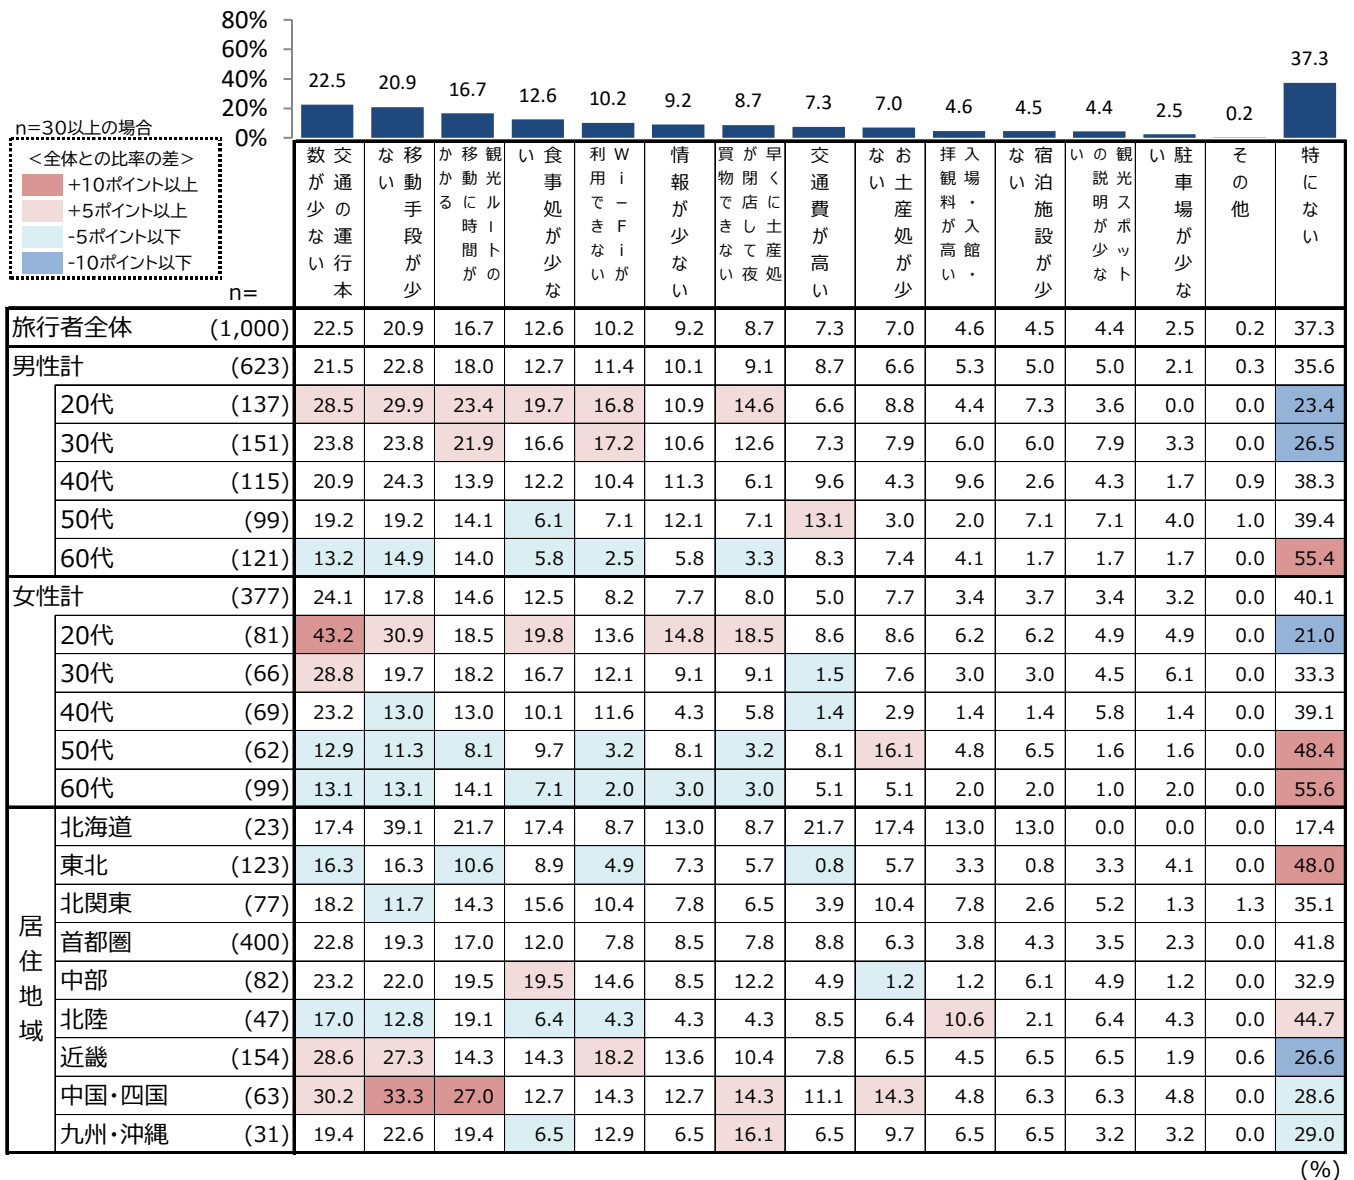 80%
60%
40%
20%
0%
22.5 20.9 16.7 12.6 10.2 9.2 8.7 7.3 7.0 4.6 4.5 4.4 2.5 0.2 37.3
n=30以上の場合
<全体との比率の差>
+10ポイント以上
+5ポイント以上
-5ポイント以下
-10ポイント以下
n=
交通の運行本
数が少ない
移動手段が少
ない
観光ルートの
移動に時間が
かかる
食事処が少な
い
Wi-Fiが
利用できない
情報が少ない
早くに土産処
が閉店して夜
買物できない
交通費が高い
お土産処が少
ない
入場・入館・
拝観料が高い
宿泊施設が少
ない
観光スポット
の説明が少な
い
駐車場が少な
い
その他
特にない
旅行者全体 (1,000) 22.5 20.9 16.7 12.6 10.2 9.2 8.7 7.3 7.0 4.6 4.5 4.4 2.5 0.2 37.3
男性計 (623) 21.5 22.8 18.0 12.7 11.4 10.1 9.1 8.7 6.6 5.3 5.0 5.0 2.1 0.3 35.6
20代 (137) 28.5 29.9 23.4 19.7 16.8 10.9 14.6 6.6 8.8 4.4 7.3 3.6 0.0 0.0 23.4
30代 (151) 23.8 23.8 21.9 16.6 17.2 10.6 12.6 7.3 7.9 6.0 6.0 7.9 3.3 0.0 26.5
40代 (115) 20.9 24.3 13.9 12.2 10.4 11.3 6.1 9.6 4.3 9.6 2.6 4.3 1.7 0.9 38.3
50代 (99) 19.2 19.2 14.1 6.1 7.1 12.1 7.1 13.1 3.0 2.0 7.1 7.1 4.0 1.0 39.4
60代 (121) 13.2 14.9 14.0 5.8 2.5 5.8 3.3 8.3 7.4 4.1 1.7 1.7 1.7 0.0 55.4
女性計 (377) 24.1 17.8 14.6 12.5 8.2 7.7 8.0 5.0 7.7 3.4 3.7 3.4 3.2 0.0 40.1
20代 (81) 43.2 30.9 18.5 19.8 13.6 14.8 18.5 8.6 8.6 6.2 6.2 4.9 4.9 0.0 21.0
30代 (66) 28.8 19.7 18.2 16.7 12.1 9.1 9.1 1.5 7.6 3.0 3.0 4.5 6.1 0.0 33.3
40代 (69) 23.2 13.0 13.0 10.1 11.6 4.3 5.8 1.4 2.9 1.4 1.4 5.8 1.4 0.0 39.1
50代 (62) 12.9 11.3 8.1 9.7 3.2 8.1 3.2 8.1 16.1 4.8 6.5 1.6 1.6 0.0 48.4
60代 (99) 13.1 13.1 14.1 7.1 2.0 3.0 3.0 5.1 5.1 2.0 2.0 1.0 2.0 0.0 55.6
居住地域
北海道 (23) 17.4 39.1 21.7 17.4 8.7 13.0 8.7 21.7 17.4 13.0 13.0 0.0 0.0 0.0 17.4
東北 (123) 16.3 16.3 10.6 8.9 4.9 7.3 5.7 0.8 5.7 3.3 0.8 3.3 4.1 0.0 48.0
北関東 (77) 18.2 11.7 14.3 15.6 10.4 7.8 6.5 3.9 10.4 7.8 2.6 5.2 1.3 1.3 35.1
首都圏 (400) 22.8 19.3 17.0 12.0 7.8 8.5 7.8 8.8 6.3 3.8 4.3 3.5 2.3 0.0 41.8
中部 (82) 23.2 22.0 19.5 19.5 14.6 8.5 12.2 4.9 1.2 1.2 6.1 4.9 1.2 0.0 32.9
北陸 (47) 17.0 12.8 19.1 6.4 4.3 4.3 4.3 8.5 6.4 10.6 2.1 6.4 4.3 0.0 44.7
近畿 (154) 28.6 27.3 14.3 14.3 18.2 13.6 10.4 7.8 6.5 4.5 6.5 6.5 1.9 0.6 26.6
中国・四国 (63) 30.2 33.3 27.0 12.7 14.3 12.7 14.3 11.1 14.3 4.8 6.3 6.3 4.8 0.0 28.6
九州・沖縄 (31) 19.4 22.6 19.4 6.5 12.9 6.5 16.1 6.5 9.7 6.5 6.5 3.2 3.2 0.0 29.0
(%)